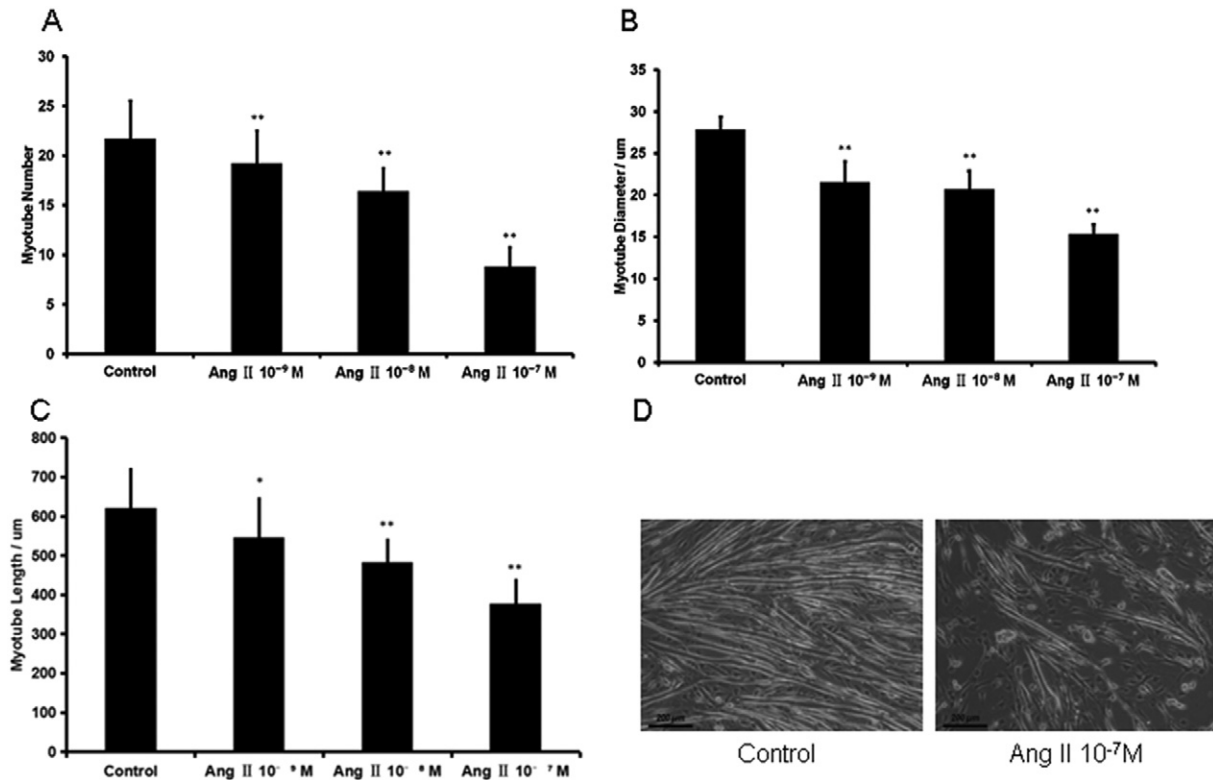 A
30
25
20
15
10
5
0
Myotube Number
**
**
**
Control
Ang Ⅱ 10⁻⁹ M
Ang Ⅱ 10⁻⁸ M
Ang Ⅱ 10⁻⁷ M
B
35
30
25
20
15
10
5
0
Myotube Diameter / um
**
**
**
Control
Ang Ⅱ 10⁻⁹ M
Ang Ⅱ 10⁻⁸ M
Ang Ⅱ 10⁻⁷ M
C
800
700
600
500
400
300
200
100
0
Myotube Length / um
*
**
**
Control
Ang Ⅱ 10⁻ ⁹ M
Ang Ⅱ 10⁻ ⁸ M
Ang Ⅱ 10⁻ ⁷ M
D
200 μm
200 μm
Control
Ang II 10⁻⁷M